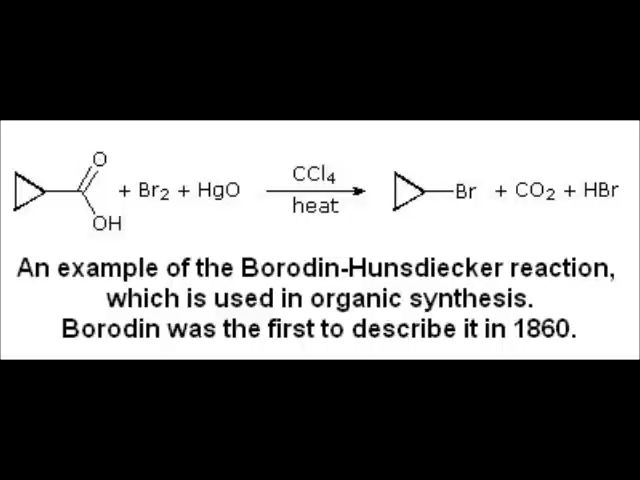 O
CCl4
+ Br2 + HgO Br + CO2 + HBr
heat
OH
An example of the Borodin-Hunsdiecker reaction,
which is used in organic synthesis.
Borodin was the first to describe it in 1860.